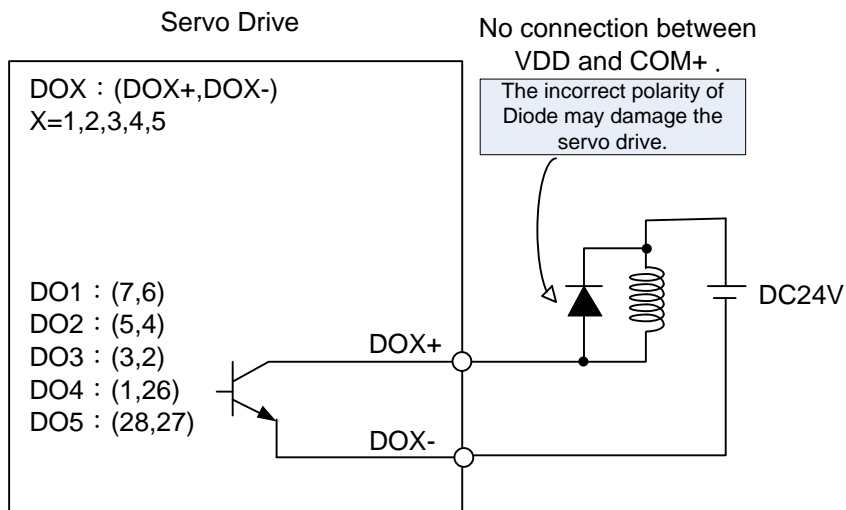 Servo Drive
No connection between
VDD and COM+ .
The incorrect polarity of
Diode may damage the
servo drive.
DOX：(DOX+,DOX-)
X=1,2,3,4,5
DO1：(7,6)
DO2：(5,4)
DO3：(3,2)
DO4：(1,26)
DO5：(28,27)
DOX+
DOX-
DC24V